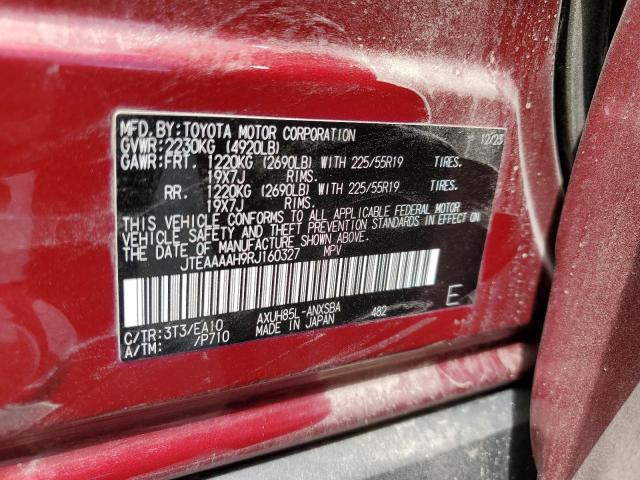 MFD.BY:TOYOTA MOTOR CORPORATION 12/23
GVWR:2230KG (4920LB)
GAWR:FRT. 1220KG (2690LB) WITH 225/55R19 TIRES.
19X7J RIMS.
RR. 1220KG (2690LB) WITH 225/55R19 TIRES.
19X7J RIMS.
THIS VEHICLE CONFORMS TO ALL APPLICABLE FEDERAL MOTOR
VEHICLE SAFETY AND THEFT PREVENTION STANDARDS IN EFFECT ON
THE DATE OF MANUFACTURE SHOWN ABOVE.
JTEAAAAH9RJ160327 MPV
C/TR:3T3/EA10 AXUH85L-ANXSBA 482 E
A/TM: /P710 MADE IN JAPAN